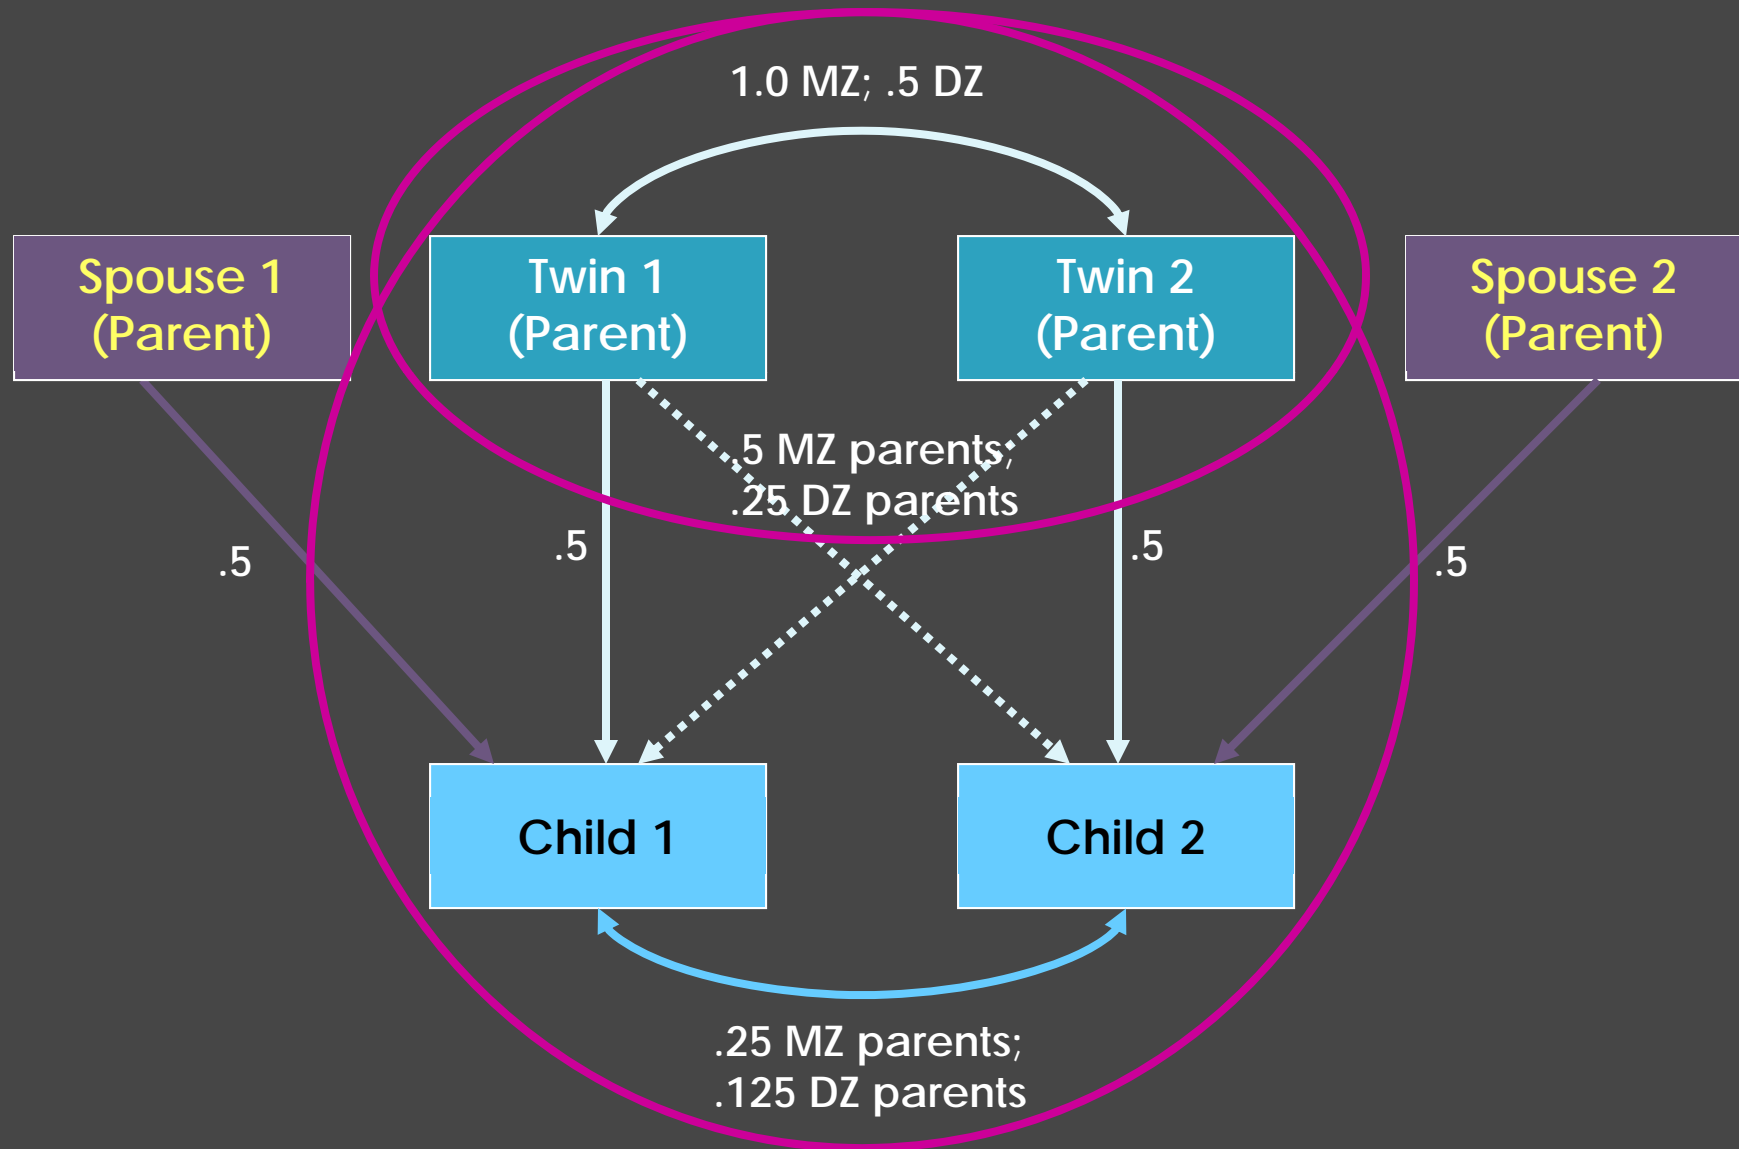 1.0 MZ; .5 DZ
Spouse 1
(Parent)
Twin 1
(Parent)
Twin 2
(Parent)
Spouse 2
(Parent)
.5 MZ parents;
.25 DZ parents
.5
.5
.5
.5
Child 1
Child 2
.25 MZ parents;
.125 DZ parents